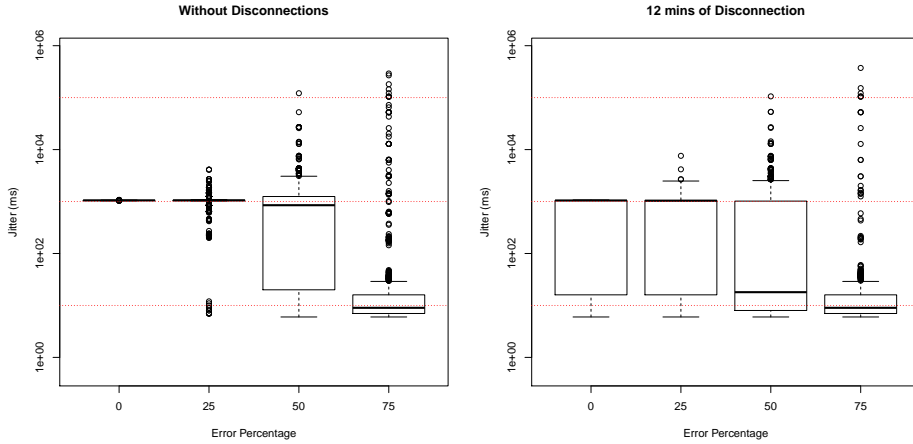 Without Disconnections
Jitter (ms)
1e+06
1e+04
1e+02
1e+00
0 25 50 75
Error Percentage
12 mins of Disconnection
Jitter (ms)
1e+06
1e+04
1e+02
1e+00
0 25 50 75
Error Percentage